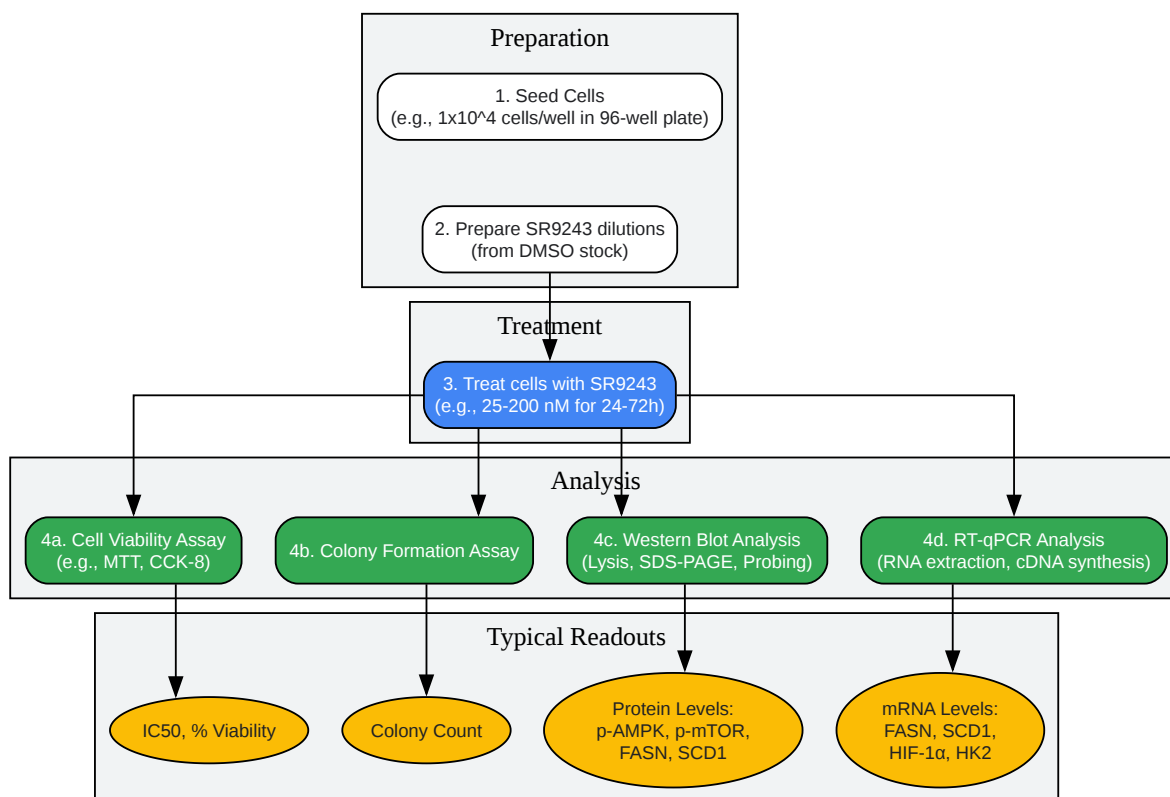 Preparation
1. Seed Cells
(e.g., 1x10^4 cells/well in 96-well plate)
2. Prepare SR9243 dilutions
(from DMSO stock)
Treatment
3. Treat cells with SR9243
(e.g., 25-200 nM for 24-72h)
Analysis
4a. Cell Viability Assay
(e.g., MTT, CCK-8)
4b. Colony Formation Assay
4c. Western Blot Analysis
(Lysis, SDS-PAGE, Probing)
4d. RT-qPCR Analysis
(RNA extraction, cDNA synthesis)
Typical Readouts
IC50, % Viability
Colony Count
Protein Levels:
p-AMPK, p-mTOR,
FASN, SCD1
mRNA Levels:
FASN, SCD1,
HIF-1α, HK2